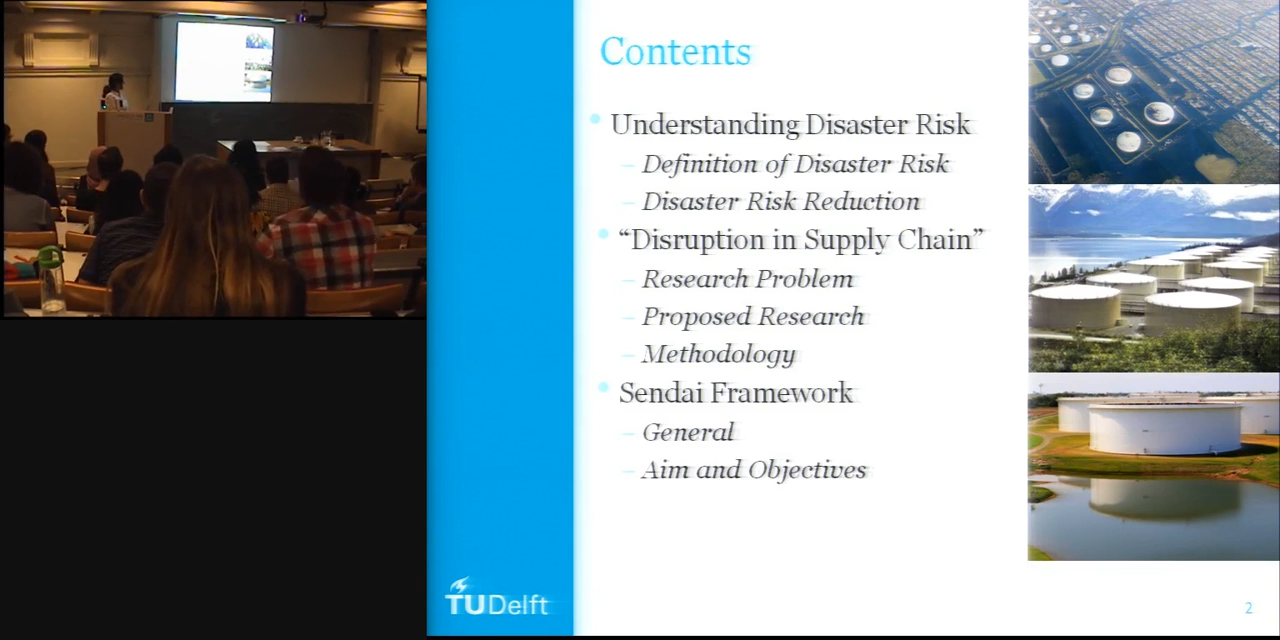 Contents
• Understanding Disaster Risk
– Definition of Disaster Risk
– Disaster Risk Reduction
• “Disruption in Supply Chain”
– Research Problem
– Proposed Research
– Methodology
• Sendai Framework
– General
– Aim and Objectives
TUDelft
2